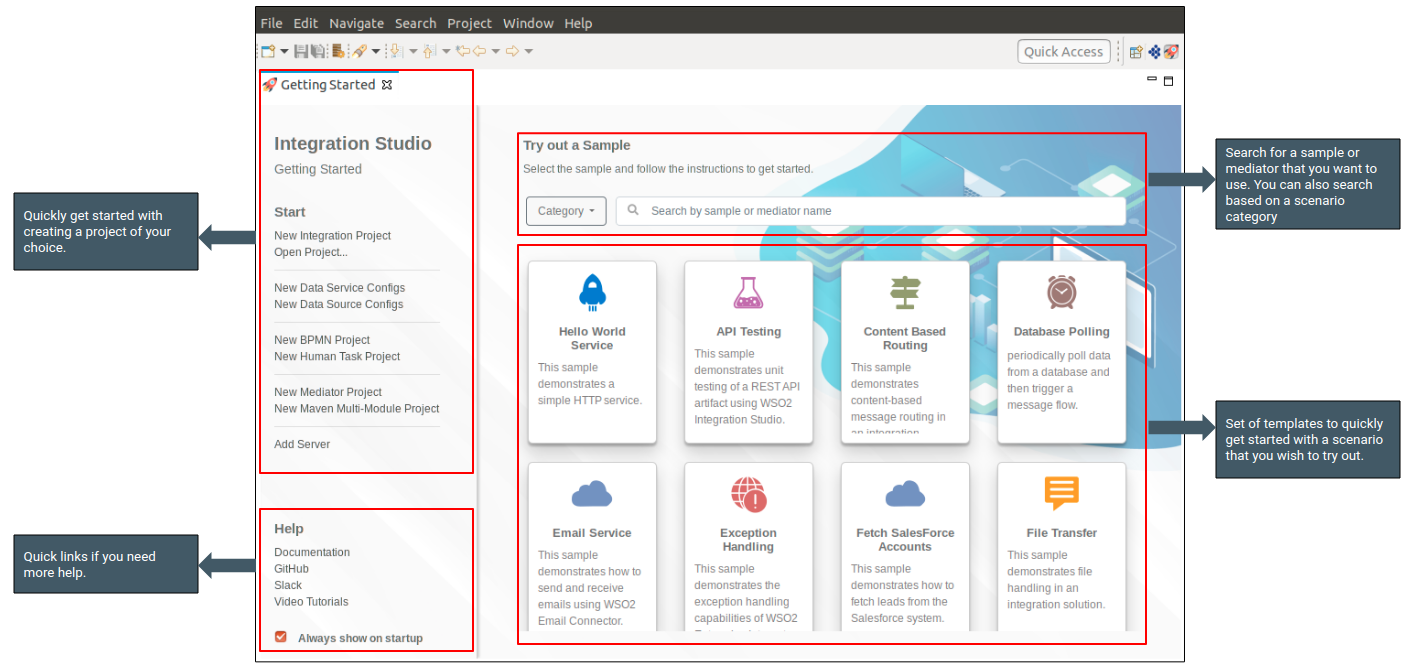 File Edit Navigate Search Project Window Help
Quick Access
Getting Started
Integration Studio
Getting Started
Start
New Integration Project
Open Project...
New Data Service Configs
New Data Source Configs
New BPMN Project
New Human Task Project
New Mediator Project
New Maven Multi-Module Project
Add Server
Help
Documentation
GitHub
Slack
Video Tutorials
Always show on startup
Try out a Sample
Select the sample and follow the instructions to get started.
Category
Search by sample or mediator name
Hello World
Service
This sample
demonstrates a
simple HTTP service.
API Testing
This sample
demonstrates unit
testing of a REST API
artifact using WSO2
Integration Studio.
Content Based
Routing
This sample
demonstrates
content-based
message routing in
an integration
Database Polling
periodically poll data
from a database and
then trigger a
message flow.
Email Service
This sample
demonstrates how to
send and receive
emails using WSO2
Email Connector.
Exception
Handling
This sample
demonstrates the
exception handling
capabilities of WSO2
Fetch SalesForce
Accounts
This sample
demonstrates how to
fetch leads from the
Salesforce system.
File Transfer
This sample
demonstrates file
handling in an
integration solution.
Quickly get started with
creating a project of your
choice.
Quick links if you need
more help.
Search for a sample or
mediator that you want to
use. You can also search
based on a scenario
category
Set of templates to quickly
get started with a scenario
that you wish to try out.